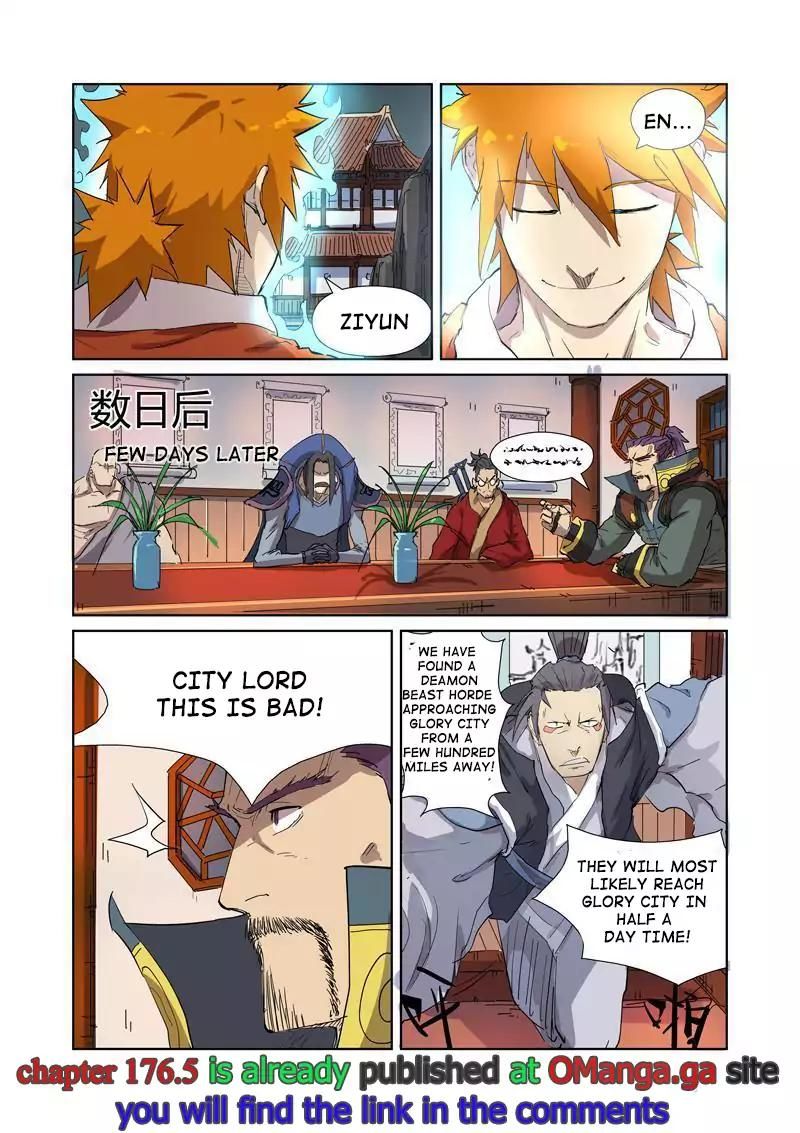 ZIYUN
EN...
数日后
FEW DAYS LATER
CITY LORD
THIS IS BAD!
WE HAVE
FOUND A
DEAMON
BEAST HORDE
APPROACHING
GLORY CITY
FROM A
FEW HUNDRED
MILES AWAY!
THEY WILL MOST
LIKELY REACH
GLORY CITY IN
HALF A
DAY TIME!
chapter 176.5 is already published at OManga.ga site
you will find the link in the comments